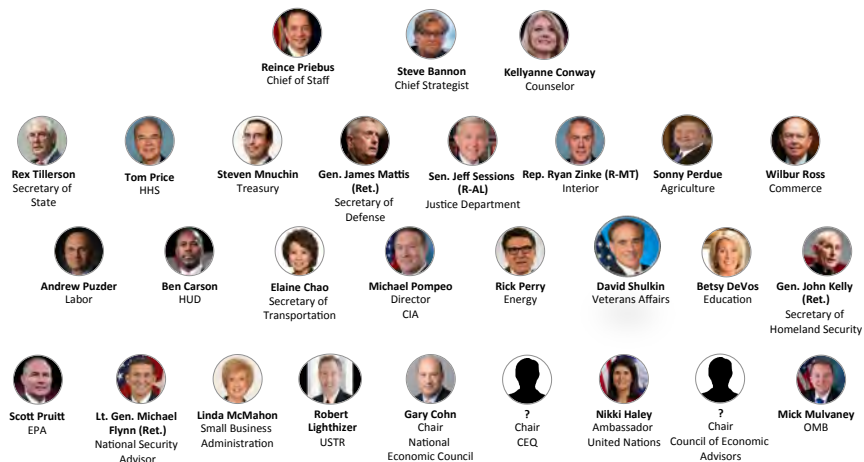 Reince Priebus
Chief of Staff
Steve Bannon
Chief Strategist
Kellyanne Conway
Counselor
Rex Tillerson
Secretary of
State
Tom Price
HHS
Steven Mnuchin
Treasury
Gen. James Mattis
(Ret.)
Secretary of
Defense
Sen. Jeff Sessions
(R-AL)
Justice Department
Rep. Ryan Zinke (R-MT)
Interior
Sonny Perdue
Agriculture
Wilbur Ross
Commerce
Andrew Puzder
Labor
Ben Carson
HUD
Elaine Chao
Secretary of
Transportation
Michael Pompeo
Director
CIA
Rick Perry
Energy
David Shulkin
Veterans Affairs
Betsy DeVos
Education
Gen. John Kelly
(Ret.)
Secretary of
Homeland Security
Scott Pruitt
EPA
Lt. Gen. Michael
Flynn (Ret.)
National Security
Advisor
Linda McMahon
Small Business
Administration
Robert
Lighthizer
USTR
Gary Cohn
Chair
National
Economic Council
?
Chair
CEQ
Nikki Haley
Ambassador
United Nations
?
Chair
Council of Economic
Advisors
Mick Mulvaney
OMB